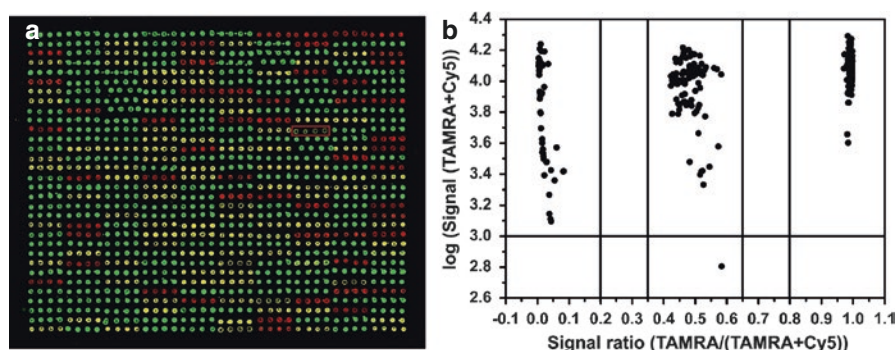 a
b
log (Signal (TAMRA+Cy5))
4.4
4.2
4.0
3.8
3.6
3.4
3.2
3.0
2.8
2.6
-0.1 0.0 0.1 0.2 0.3 0.4 0.5 0.6 0.7 0.8 0.9 1.0 1.1
Signal ratio (TAMRA/(TAMRA+Cy5))